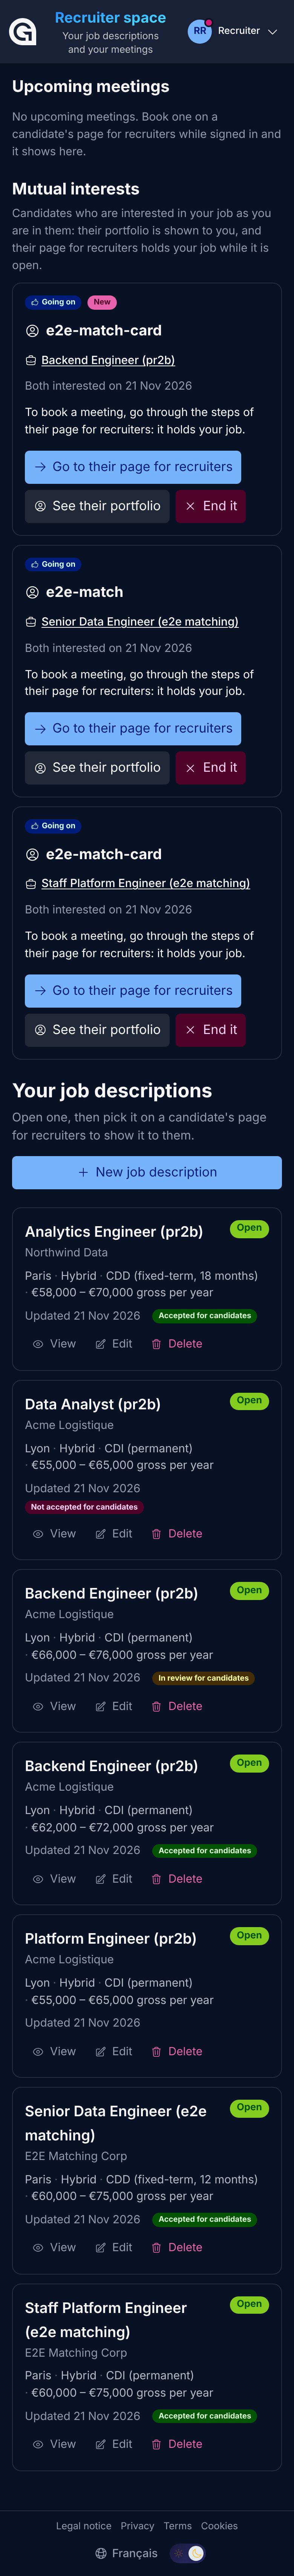 Recruiter space
Your job descriptions
and your meetings
RR
Recruiter
Upcoming meetings
No upcoming meetings. Book one on a
candidate's page for recruiters while signed in and
it shows here.
Mutual interests
Candidates who are interested in your job as you
are in them: their portfolio is shown to you, and
their page for recruiters holds your job while it is
open.
Going on New
e2e-match-card
Backend Engineer (pr2b)
Both interested on 21 Nov 2026
To book a meeting, go through the steps of
their page for recruiters: it holds your job.
Go to their page for recruiters
See their portfolio
End it
Going on
e2e-match
Senior Data Engineer (e2e matching)
Both interested on 21 Nov 2026
To book a meeting, go through the steps of
their page for recruiters: it holds your job.
Go to their page for recruiters
See their portfolio
End it
Going on
e2e-match-card
Staff Platform Engineer (e2e matching)
Both interested on 21 Nov 2026
To book a meeting, go through the steps of
their page for recruiters: it holds your job.
Go to their page for recruiters
See their portfolio
End it
Your job descriptions
Open one, then pick it on a candidate's page
for recruiters to show it to them.
New job description
Analytics Engineer (pr2b)
Open
Northwind Data
Paris · Hybrid · CDD (fixed-term, 18 months)
· €58,000 – €70,000 gross per year
Updated 21 Nov 2026 Accepted for candidates
View Edit Delete
Data Analyst (pr2b)
Open
Acme Logistique
Lyon · Hybrid · CDI (permanent)
· €55,000 – €65,000 gross per year
Updated 21 Nov 2026
Not accepted for candidates
View Edit Delete
Backend Engineer (pr2b)
Open
Acme Logistique
Lyon · Hybrid · CDI (permanent)
· €66,000 – €76,000 gross per year
Updated 21 Nov 2026 In review for candidates
View Edit Delete
Backend Engineer (pr2b)
Open
Acme Logistique
Lyon · Hybrid · CDI (permanent)
· €62,000 – €72,000 gross per year
Updated 21 Nov 2026 Accepted for candidates
View Edit Delete
Platform Engineer (pr2b)
Open
Acme Logistique
Lyon · Hybrid · CDI (permanent)
· €55,000 – €65,000 gross per year
Updated 21 Nov 2026
View Edit Delete
Senior Data Engineer (e2e
matching)
Open
E2E Matching Corp
Paris · Hybrid · CDD (fixed-term, 12 months)
· €60,000 – €75,000 gross per year
Updated 21 Nov 2026 Accepted for candidates
View Edit Delete
Staff Platform Engineer
(e2e matching)
Open
E2E Matching Corp
Paris · Hybrid · CDI (permanent)
· €60,000 – €75,000 gross per year
Updated 21 Nov 2026 Accepted for candidates
View Edit Delete
Legal notice Privacy Terms Cookies
Français